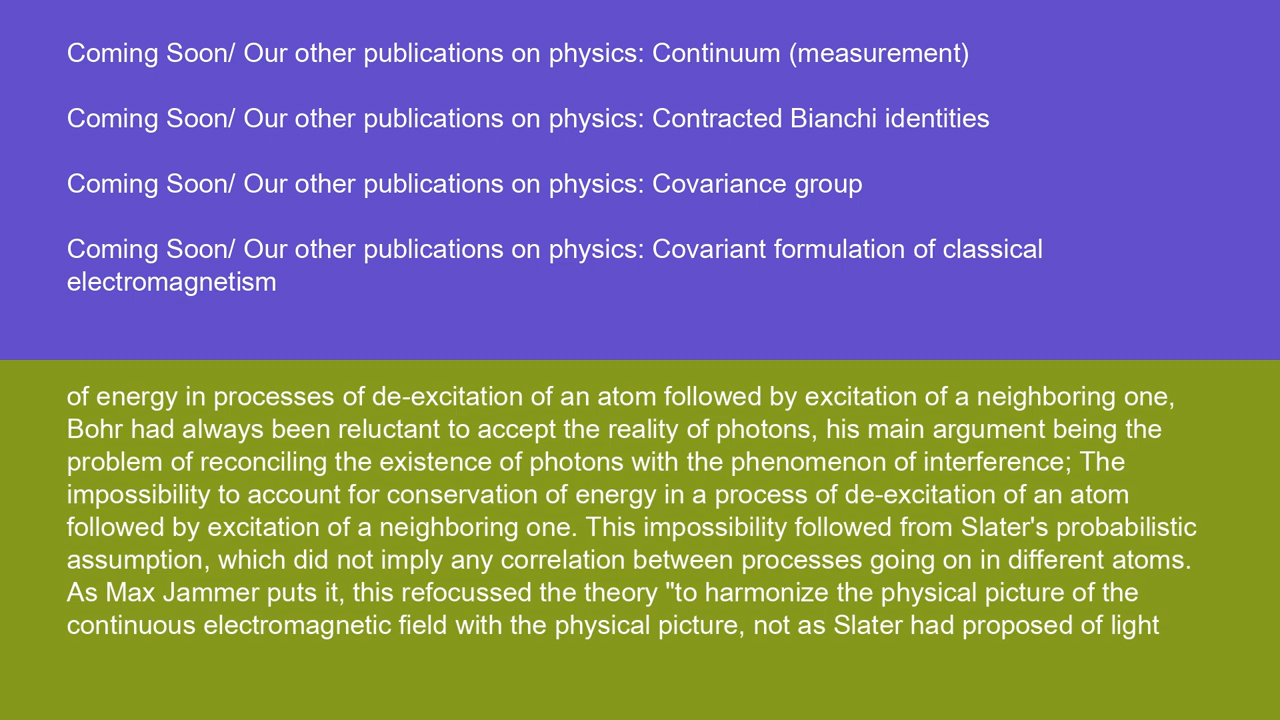 Coming Soon/ Our other publications on physics: Continuum (measurement)
Coming Soon/ Our other publications on physics: Contracted Bianchi identities
Coming Soon/ Our other publications on physics: Covariance group
Coming Soon/ Our other publications on physics: Covariant formulation of classical
electromagnetism
of energy in processes of de-excitation of an atom followed by excitation of a neighboring one,
Bohr had always been reluctant to accept the reality of photons, his main argument being the
problem of reconciling the existence of photons with the phenomenon of interference; The
impossibility to account for conservation of energy in a process of de-excitation of an atom
followed by excitation of a neighboring one. This impossibility followed from Slater's probabilistic
assumption, which did not imply any correlation between processes going on in different atoms.
As Max Jammer puts it, this refocussed the theory "to harmonize the physical picture of the
continuous electromagnetic field with the physical picture, not as Slater had proposed of light